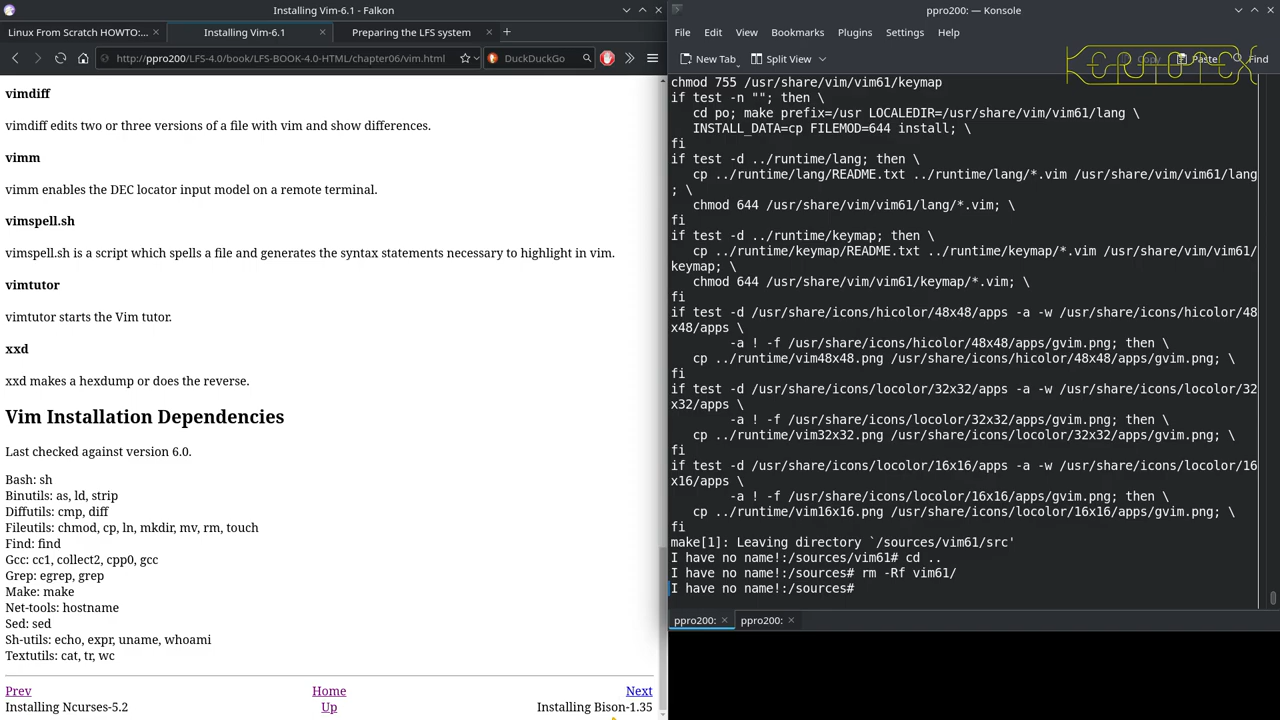 Installing Vim-6.1 - Falkon
Linux From Scratch HOWTO:...
Installing Vim-6.1
Preparing the LFS system
http://ppro200/LFS-4.0/book/LFS-BOOK-4.0-HTML/chapter06/vim.html
DuckDuckGo
vimdiff
vimdiff edits two or three versions of a file with vim and show differences.
vimm
vimm enables the DEC locator input model on a remote terminal.
vimspell.sh
vimspell.sh is a script which spells a file and generates the syntax statements necessary to highlight in vim.
vimtutor
vimtutor starts the Vim tutor.
xxd
xxd makes a hexdump or does the reverse.
Vim Installation Dependencies
Last checked against version 6.0.
Bash: sh
Binutils: as, ld, strip
Diffutils: cmp, diff
Fileutils: chmod, cp, ln, mkdir, mv, rm, touch
Find: find
Gcc: cc1, collect2, cpp0, gcc
Grep: egrep, grep
Make: make
Net-tools: hostname
Sed: sed
Sh-utils: echo, expr, uname, whoami
Textutils: cat, tr, wc
Prev Home Next
Installing Ncurses-5.2 Up Installing Bison-1.35
ppro200: — Konsole
File Edit View Bookmarks Plugins Settings Help
New Tab Split View Copy Paste Find
chmod 755 /usr/share/vim/vim61/keymap
if test -n ""; then \
cd po; make prefix=/usr LOCALEDIR=/usr/share/vim/vim61/lang \
INSTALL_DATA=cp FILEMOD=644 install; \
fi
if test -d ../runtime/lang; then \
cp ../runtime/lang/README.txt ../runtime/lang/*.vim /usr/share/vim/vim61/lang
; \
chmod 644 /usr/share/vim/vim61/lang/*.vim; \
fi
if test -d ../runtime/keymap; then \
cp ../runtime/keymap/README.txt ../runtime/keymap/*.vim /usr/share/vim/vim61/
keymap; \
chmod 644 /usr/share/vim/vim61/keymap/*.vim; \
fi
if test -d /usr/share/icons/hicolor/48x48/apps -a -w /usr/share/icons/hicolor/48
x48/apps \
-a ! -f /usr/share/icons/hicolor/48x48/apps/gvim.png; then \
cp ../runtime/vim48x48.png /usr/share/icons/hicolor/48x48/apps/gvim.png; \
fi
if test -d /usr/share/icons/locolor/32x32/apps -a -w /usr/share/icons/locolor/32
x32/apps \
-a ! -f /usr/share/icons/locolor/32x32/apps/gvim.png; then \
cp ../runtime/vim32x32.png /usr/share/icons/locolor/32x32/apps/gvim.png; \
fi
if test -d /usr/share/icons/locolor/16x16/apps -a -w /usr/share/icons/locolor/16
x16/apps \
-a ! -f /usr/share/icons/locolor/16x16/apps/gvim.png; then \
cp ../runtime/vim16x16.png /usr/share/icons/locolor/16x16/apps/gvim.png; \
fi
make[1]: Leaving directory `/sources/vim61/src'
I have no name!:/sources/vim61# cd ..
I have no name!:/sources# rm -Rf vim61/
I have no name!:/sources#
ppro200:
ppro200: